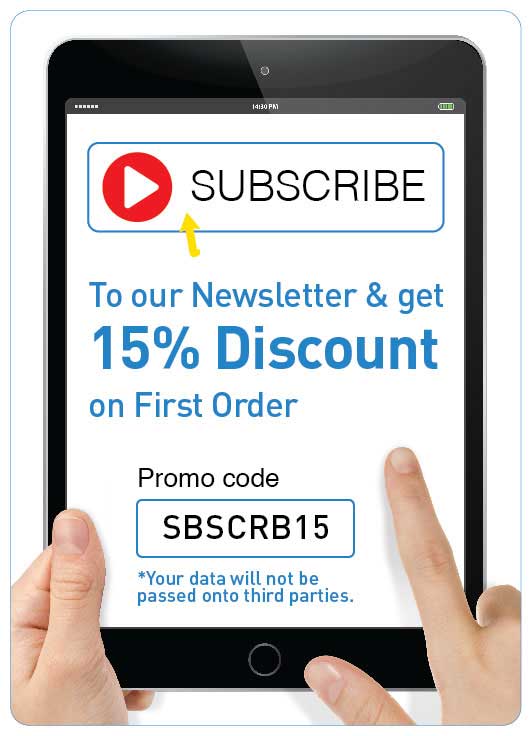 14:30 PM
SUBSCRIBE
To our Newsletter & get
15% Discount
on First Order
Promo code
SBSCRB15
*Your data will not be
passed onto third parties.